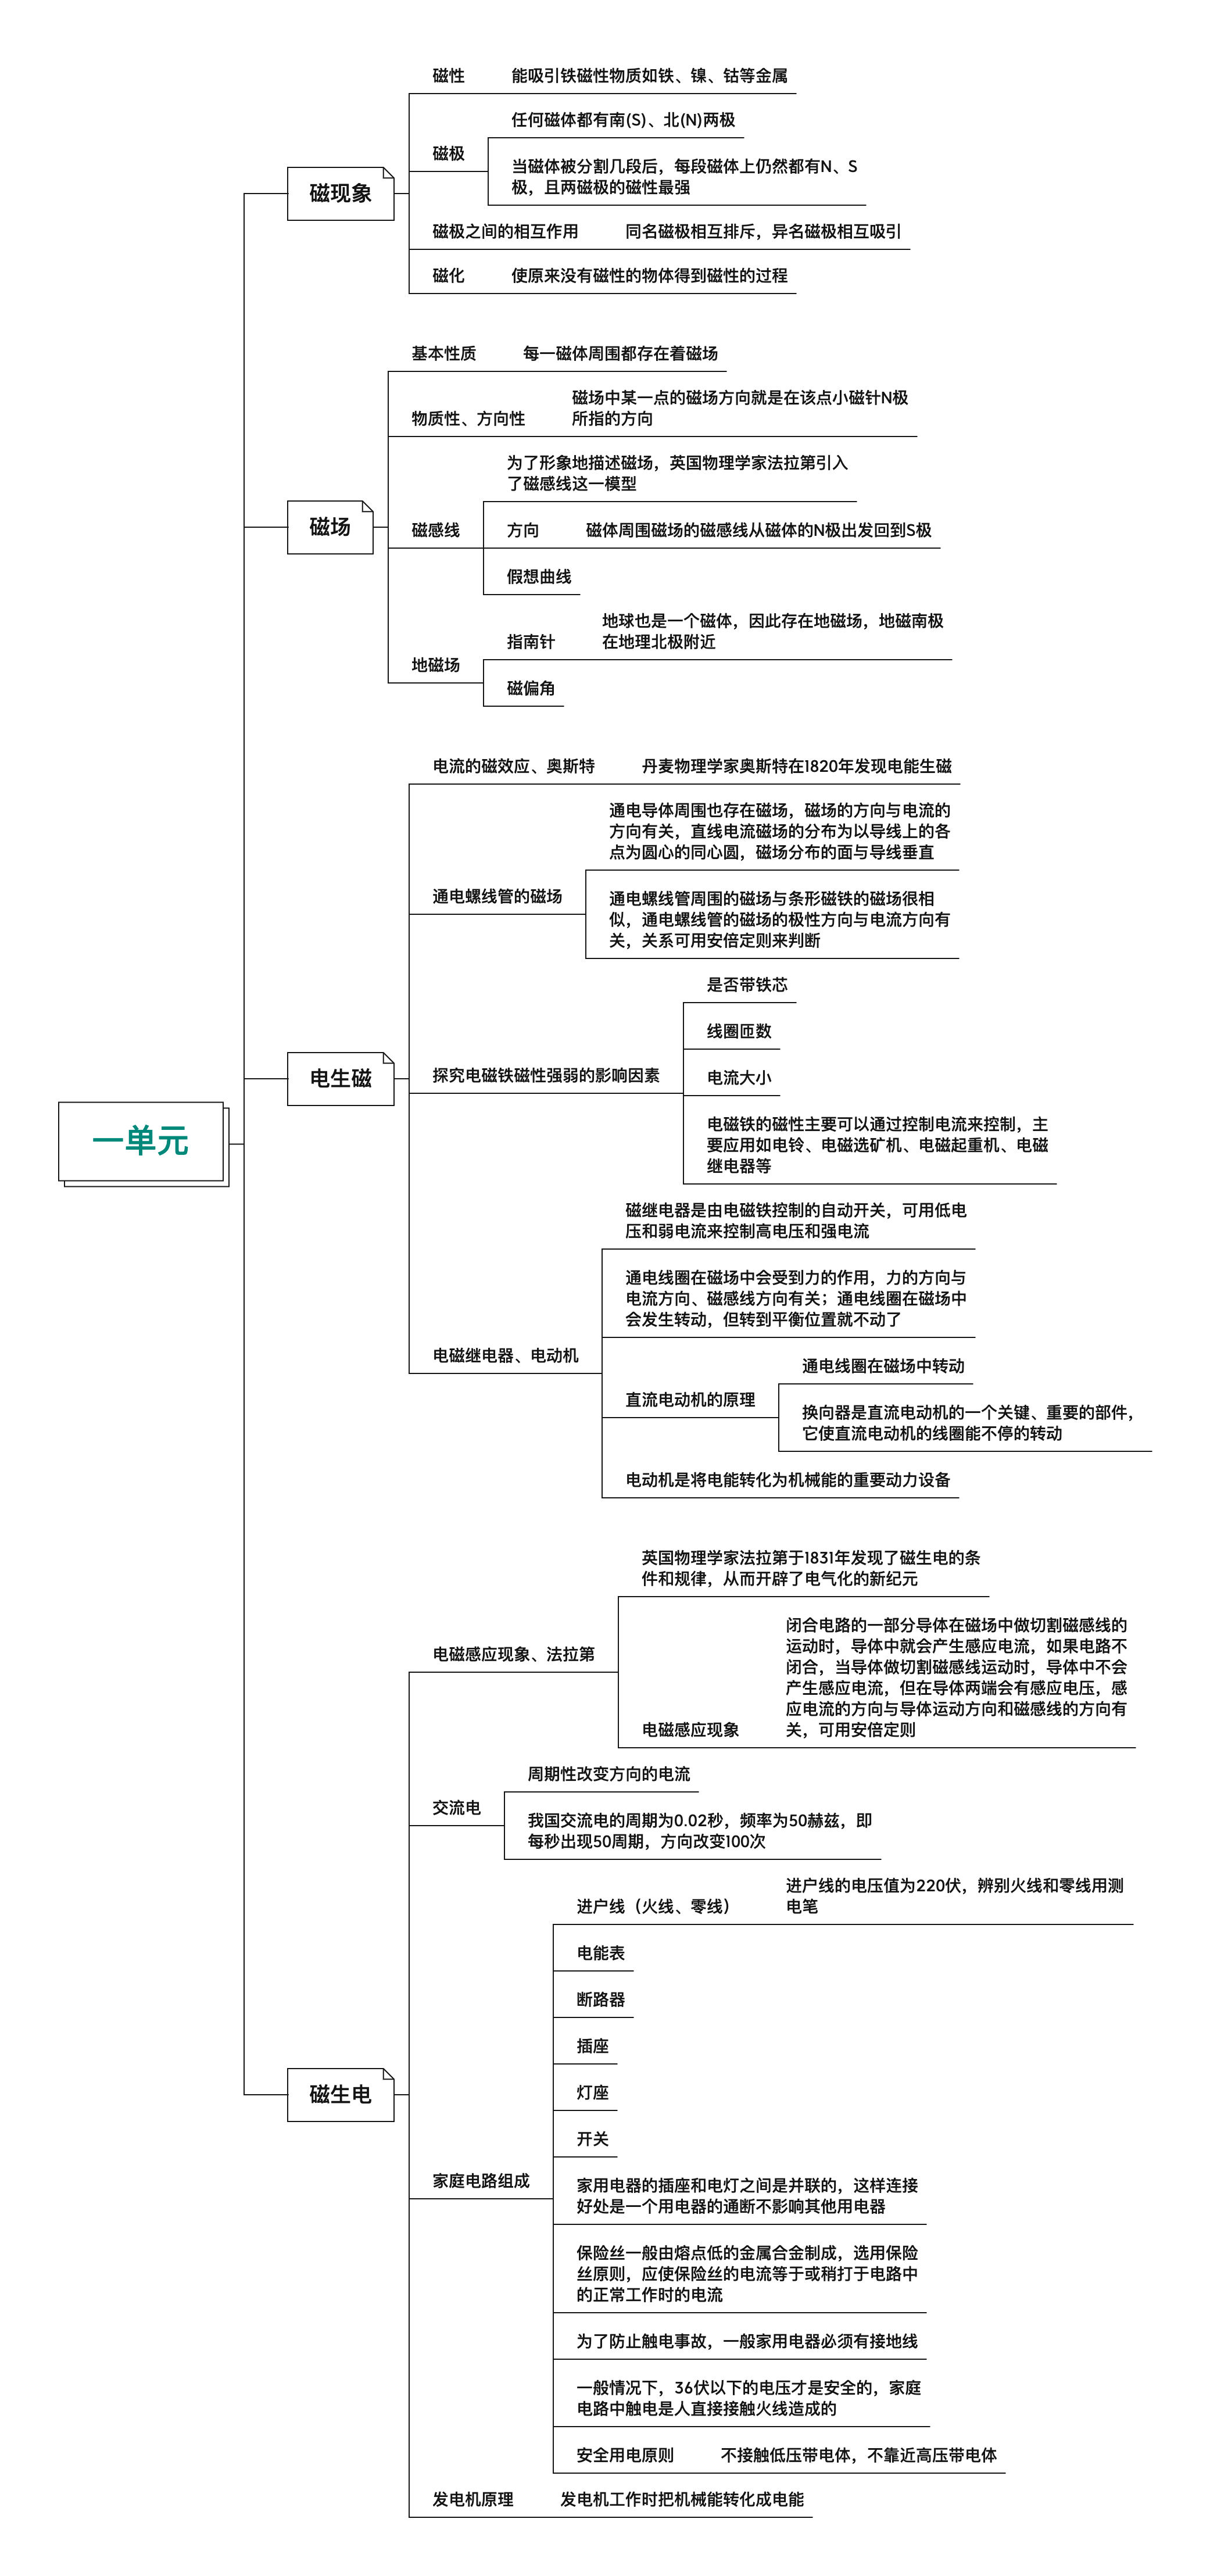 一单元
磁现象
磁性
能吸引铁磁性物质如铁、镍、钴等金属
磁极
任何磁体都有南(S)、北(N)两极
当磁体被分割几段后，每段磁体上仍然都有N、S
极，且两磁极的磁性最强
磁极之间的相互作用
同名磁极相互排斥，异名磁极相互吸引
磁化
使原来没有磁性的物体得到磁性的过程
磁场
基本性质
每一磁体周围都存在着磁场
物质性、方向性
磁场中某一点的磁场方向就是在该点小磁针N极
所指的方向
磁感线
为了形象地描述磁场，英国物理学家法拉第引入
了磁感线这一模型
方向
磁体周围磁场的磁感线从磁体的N极出发回到S极
假想曲线
地磁场
指南针
地球也是一个磁体，因此存在地磁场，地磁南极
在地理北极附近
磁偏角
电生磁
电流的磁效应、奥斯特
丹麦物理学家奥斯特在1820年发现电能生磁
通电螺线管的磁场
通电导体周围也存在磁场，磁场的方向与电流的
方向有关，直线电流磁场的分布为以导线上的各
点为圆心的同心圆，磁场分布的面与导线垂直
通电螺线管周围的磁场与条形磁铁的磁场很相
似，通电螺线管的磁场的极性方向与电流方向有
关，关系可用安倍定则来判断
探究电磁铁磁性强弱的影响因素
是否带铁芯
线圈匝数
电流大小
电磁铁的磁性主要可以通过控制电流来控制，主
要应用如电铃、电磁选矿机、电磁起重机、电磁
继电器等
电磁继电器、电动机
磁继电器是由电磁铁控制的自动开关，可用低电
压和弱电流来控制高电压和强电流
通电线圈在磁场中会受到力的作用，力的方向与
电流方向、磁感线方向有关；通电线圈在磁场中
会发生转动，但转到平衡位置就不动了
直流电动机的原理
通电线圈在磁场中转动
换向器是直流电动机的一个关键、重要的部件，
它使直流电动机的线圈能不停的转动
电动机是将电能转化为机械能的重要动力设备
磁生电
电磁感应现象、法拉第
英国物理学家法拉第于1831年发现了磁生电的条
件和规律，从而开辟了电气化的新纪元
电磁感应现象
闭合电路的一部分导体在磁场中做切割磁感线的
运动时，导体中就会产生感应电流，如果电路不
闭合，当导体做切割磁感线运动时，导体中不会
产生感应电流，但在导体两端会有感应电压，感
应电流的方向与导体运动方向和磁感线的方向有
关，可用安倍定则
交流电
周期性改变方向的电流
我国交流电的周期为0.02秒，频率为50赫兹，即
每秒出现50周期，方向改变100次
家庭电路组成
进户线（火线、零线）
进户线的电压值为220伏，辨别火线和零线用测
电笔
电能表
断路器
插座
灯座
开关
家用电器的插座和电灯之间是并联的，这样连接
好处是一个用电器的通断不影响其他用电器
保险丝一般由熔点低的金属合金制成，选用保险
丝原则，应使保险丝的电流等于或稍打于电路中
的正常工作时的电流
为了防止触电事故，一般家用电器必须有接地线
一般情况下，36伏以下的电压才是安全的，家庭
电路中触电是人直接接触火线造成的
安全用电原则
不接触低压带电体，不靠近高压带电体
发电机原理
发电机工作时把机械能转化成电能